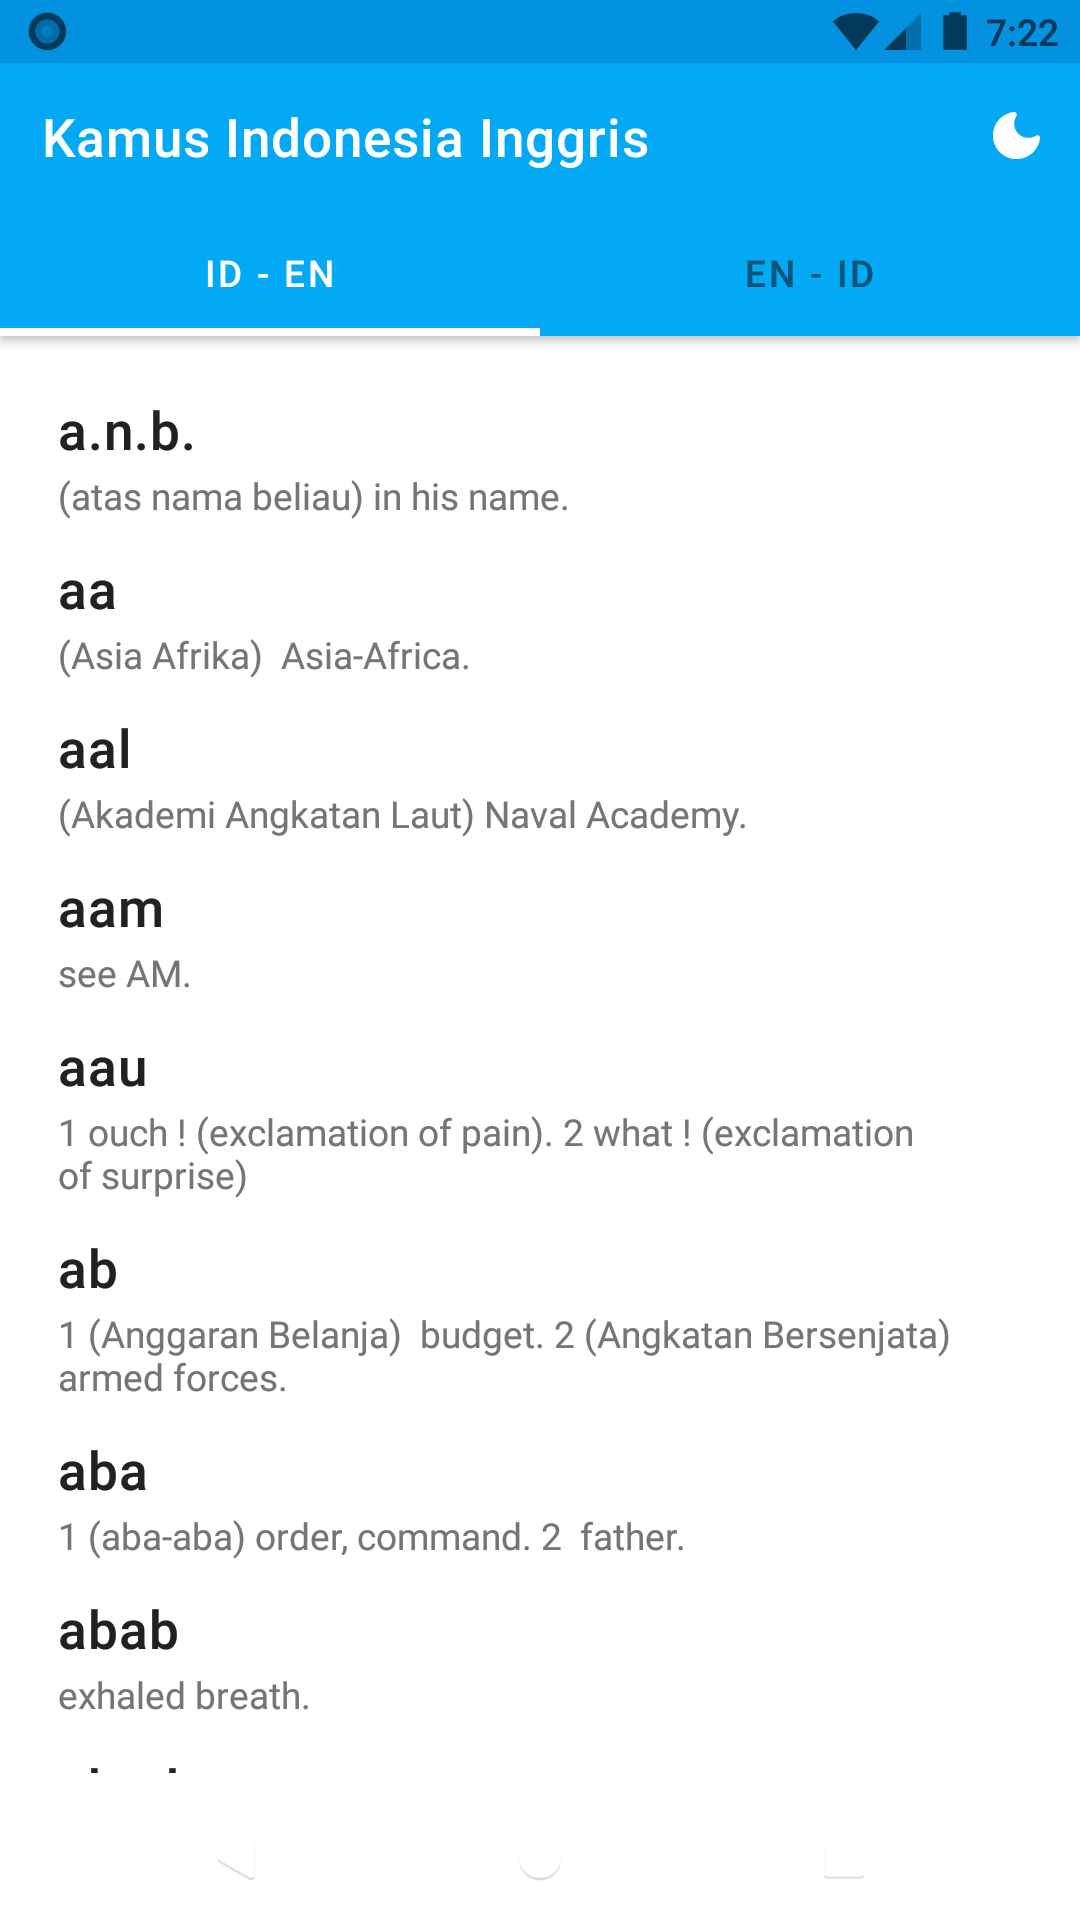 7:22
Kamus Indonesia Inggris
ID - EN
EN - ID
a.n.b.
(atas nama beliau) in his name.
aa
(Asia Afrika)  Asia-Africa.
aal
(Akademi Angkatan Laut) Naval Academy.
aam
see AM.
aau
1 ouch ! (exclamation of pain). 2 what ! (exclamation
of surprise)
ab
1 (Anggaran Belanja)  budget. 2 (Angkatan Bersenjata)
armed forces.
aba
1 (aba-aba) order, command. 2  father.
abab
exhaled breath.